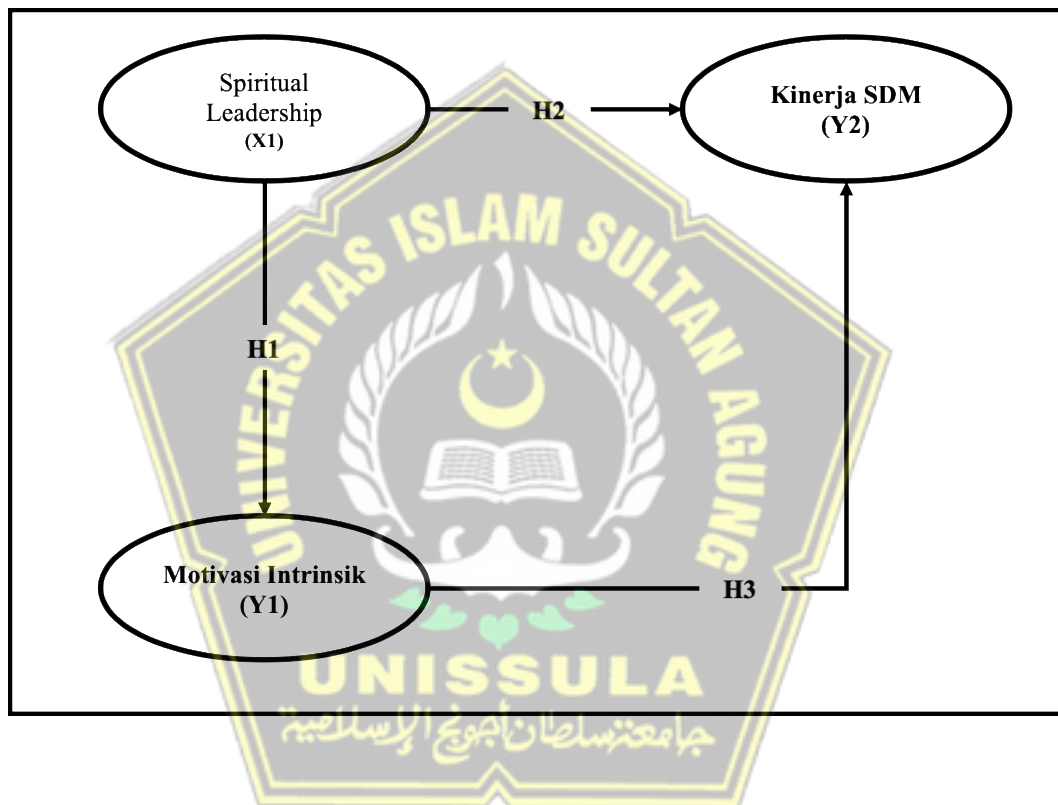 Spiritual
Leadership
(X1)
H2
Kinerja SDM
(Y2)
H1
Motivasi Intrinsik
(Y1)
H3
UNIVERSITAS ISLAM SULTAN AGUNG
UNISSULA
جامعة سلطان أجونج الإسلامية